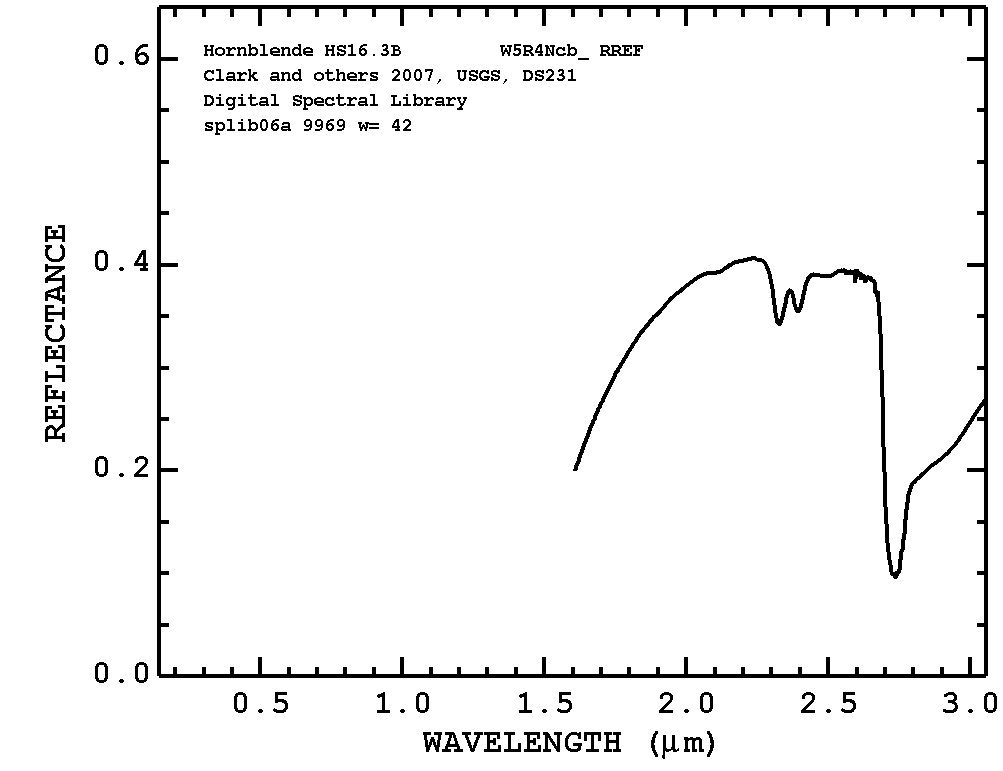 Hornblende HS16.3B W5R4Ncb_ RREF
Clark and others 2007, USGS, DS231
Digital Spectral Library
splib06a 9969 w= 42
REFLECTANCE
0.6
0.4
0.2
0.0
0.5 1.0 1.5 2.0 2.5 3.0
WAVELENGTH (μm)